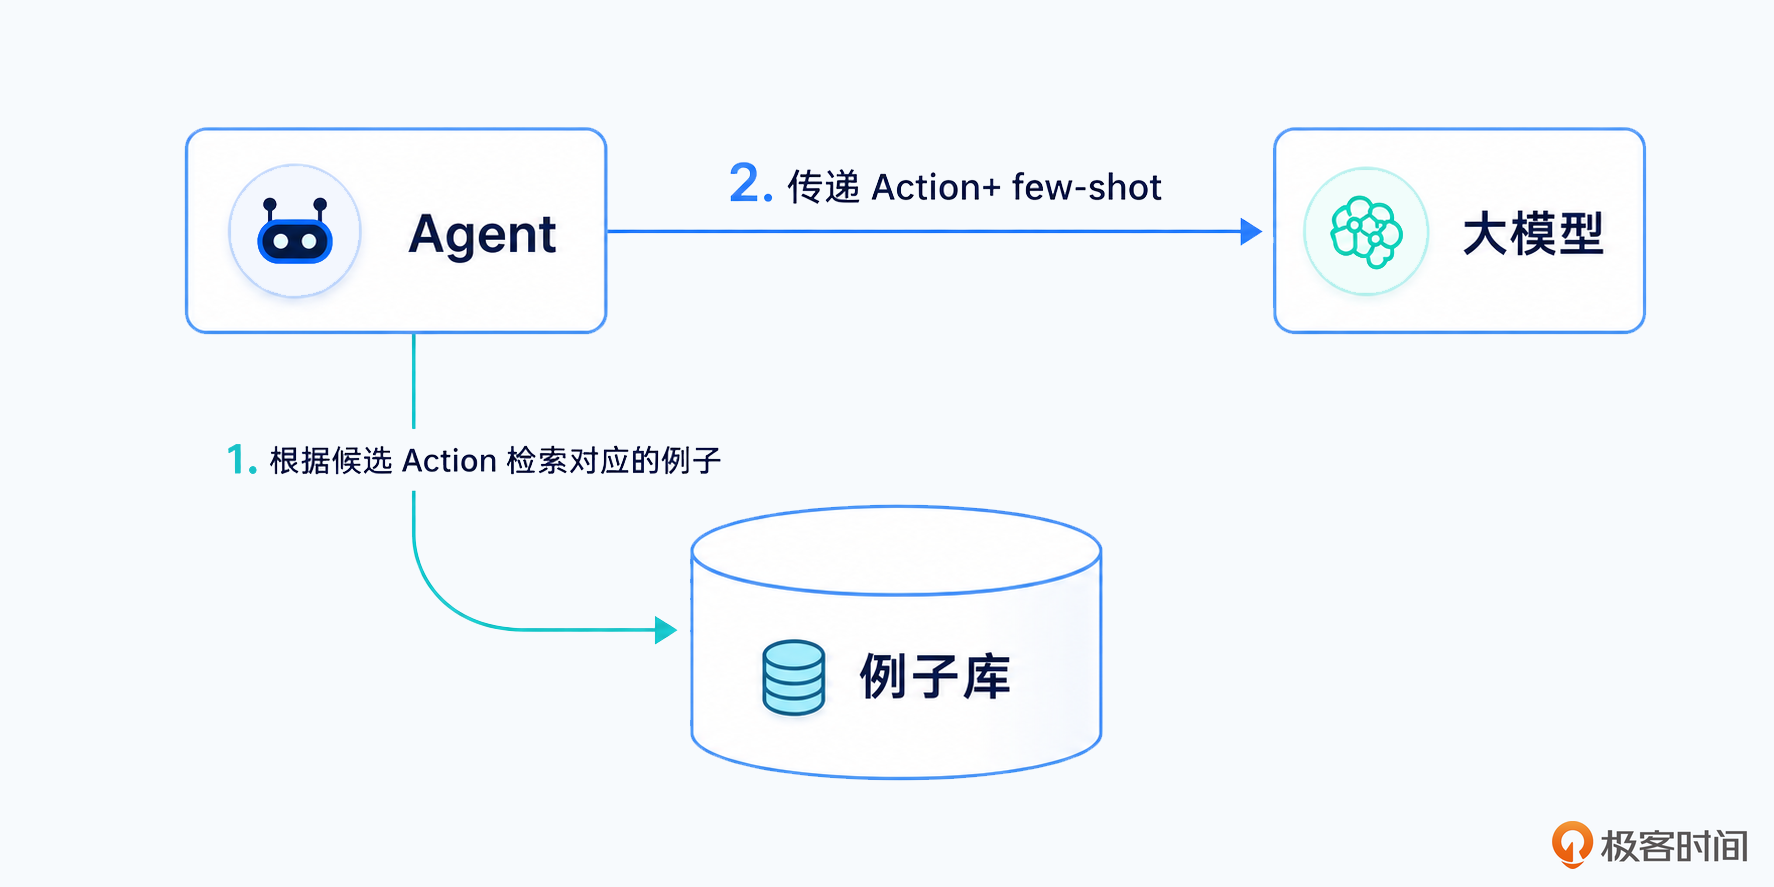 Agent
2. 传递 Action+ few-shot
大模型
1. 根据候选 Action 检索对应的例子
例子库
极客时间